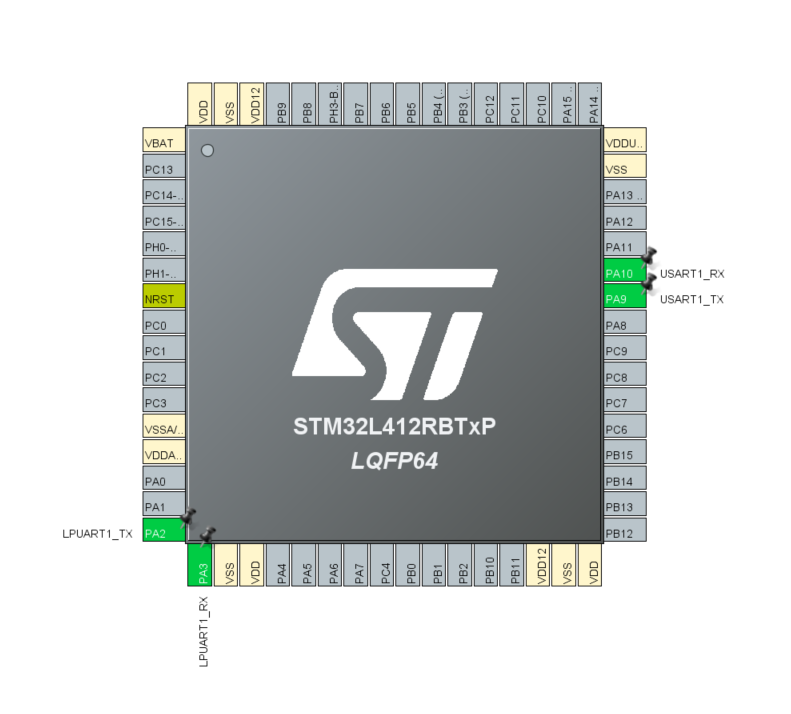 VDD
VSS
VDD12
PB9
PB8
PH3-B..
PB7
PB6
PB5
PB4 (..
PB3 (..
PC12
PC11
PC10
PA15 ..
PA14 ..
VBAT
PC13
PC14-..
PC15-..
PH0-..
PH1-..
NRST
PC0
PC1
PC2
PC3
VSSA/..
VDDA..
PA0
PA1
LPUART1_TX PA2
VDDU..
VSS
PA13 ..
PA12
PA11
PA10 USART1_RX
PA9 USART1_TX
PA8
PC9
PC8
PC7
PC6
PB15
PB14
PB13
PB12
ST
STM32L412RBTxP
LQFP64
PA3
VSS
VDD
PA4
PA5
PA6
PA7
PC4
PB0
PB1
PB2
PB10
PB11
VDD12
VSS
VDD
LPUART1_RX